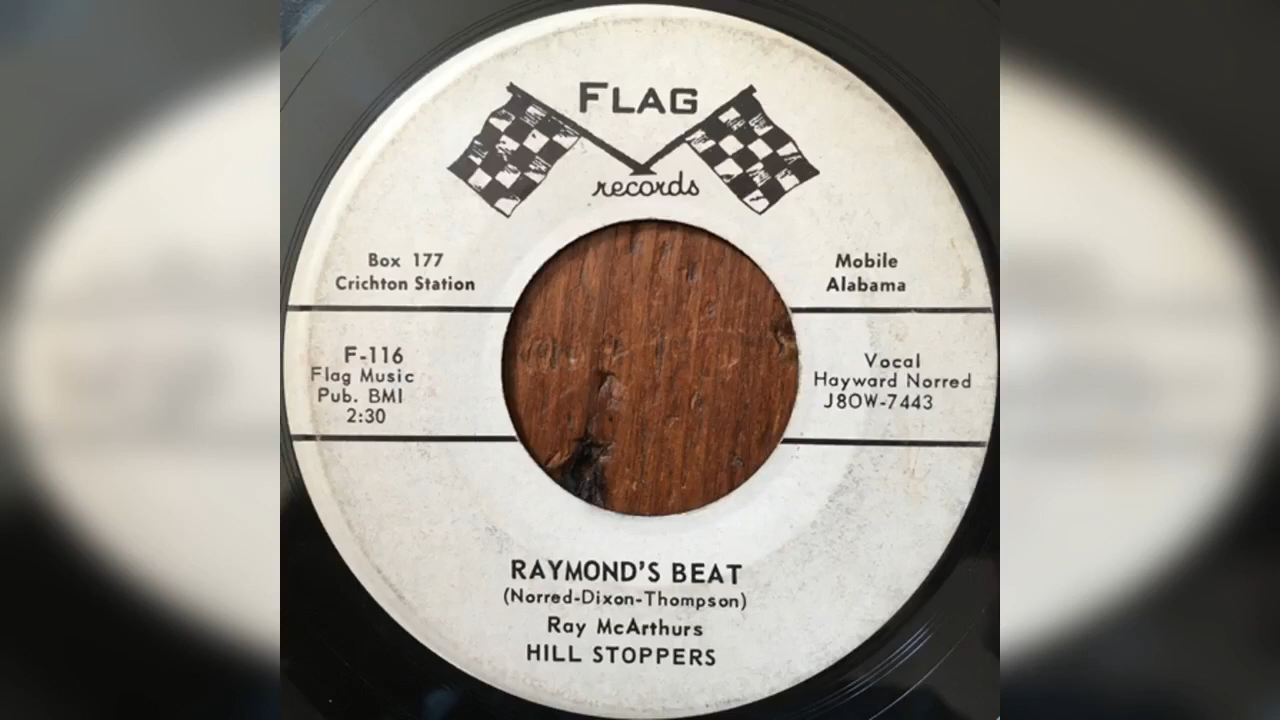 FLAG
records
Box 177
Crichton Station
Mobile
Alabama
F-116
Flag Music
Pub. BMI
2:30
Vocal
Hayward Norred
J8OW-7443
RAYMOND'S BEAT
(Norred-Dixon-Thompson)
Ray McArthurs
HILL STOPPERS